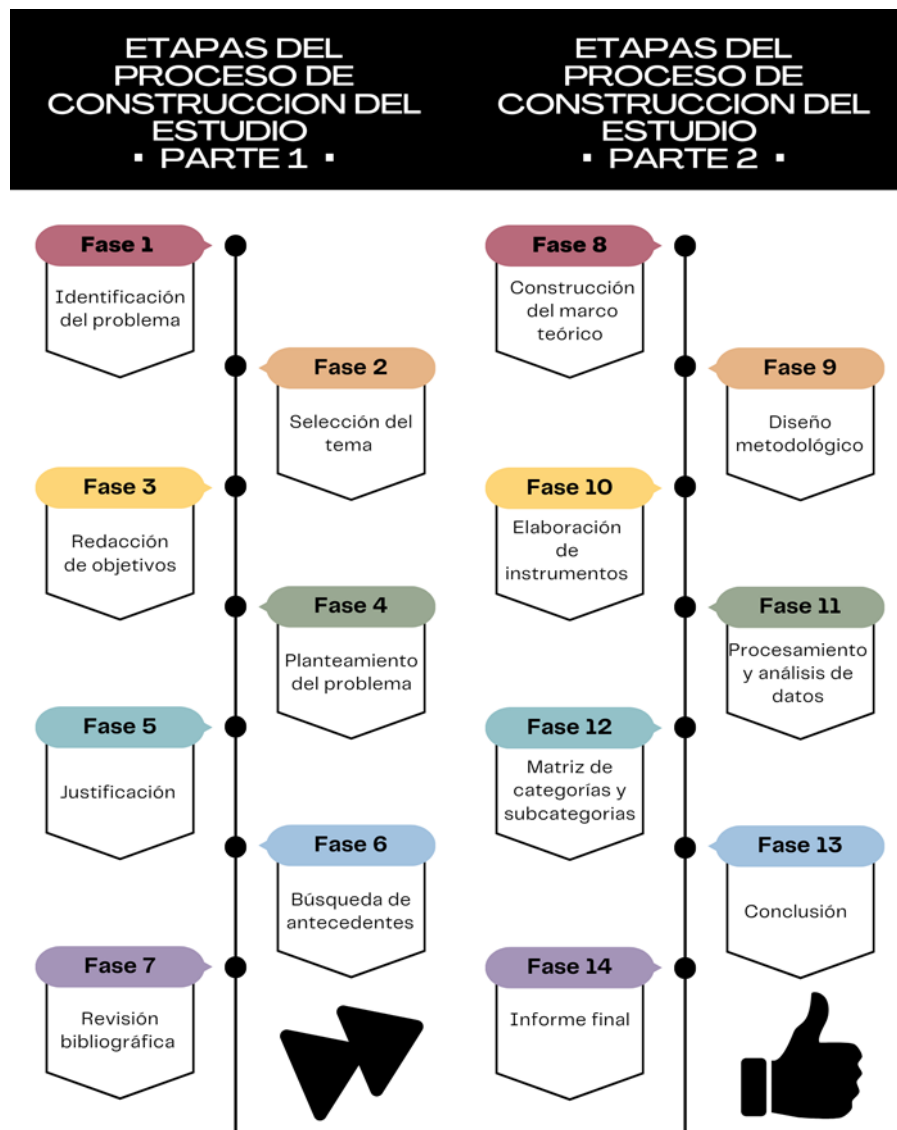 ETAPAS DEL
PROCESO DE
CONSTRUCCION DEL
ESTUDIO
▪ PARTE 1 ▪
Fase 1
Identificación
del problema
Fase 2
Selección del
tema
Fase 3
Redacción
de objetivos
Fase 4
Planteamiento
del problema
Fase 5
Justificación
Fase 6
Búsqueda de
antecedentes
Fase 7
Revisión
bibliográfica
ETAPAS DEL
PROCESO DE
CONSTRUCCION DEL
ESTUDIO
▪ PARTE 2 ▪
Fase 8
Construcción
del marco
teórico
Fase 9
Diseño
metodológico
Fase 10
Elaboración
de
instrumentos
Fase 11
Procesamiento
y análisis de
datos
Fase 12
Matriz de
categorías y
subcategorias
Fase 13
Conclusión
Fase 14
Informe final